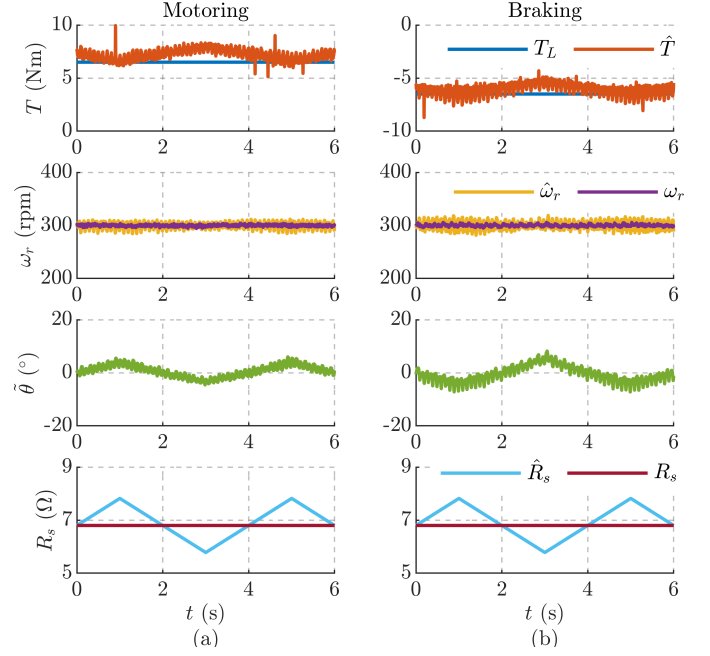 Motoring Braking
10 0
T (Nm) 5 -5 T_L T̂
0 -10
0 2 4 6 0 2 4 6
400 400
ω_r (rpm) 300 300 ω̂_r ω_r
200 200
0 2 4 6 0 2 4 6
20 20
θ̃ (°) 0 0
-20 -20
0 2 4 6 0 2 4 6
9 9
R_s (Ω) 7 7 R̂_s R_s
5 5
0 2 4 6 0 2 4 6
t (s) t (s)
(a) (b)